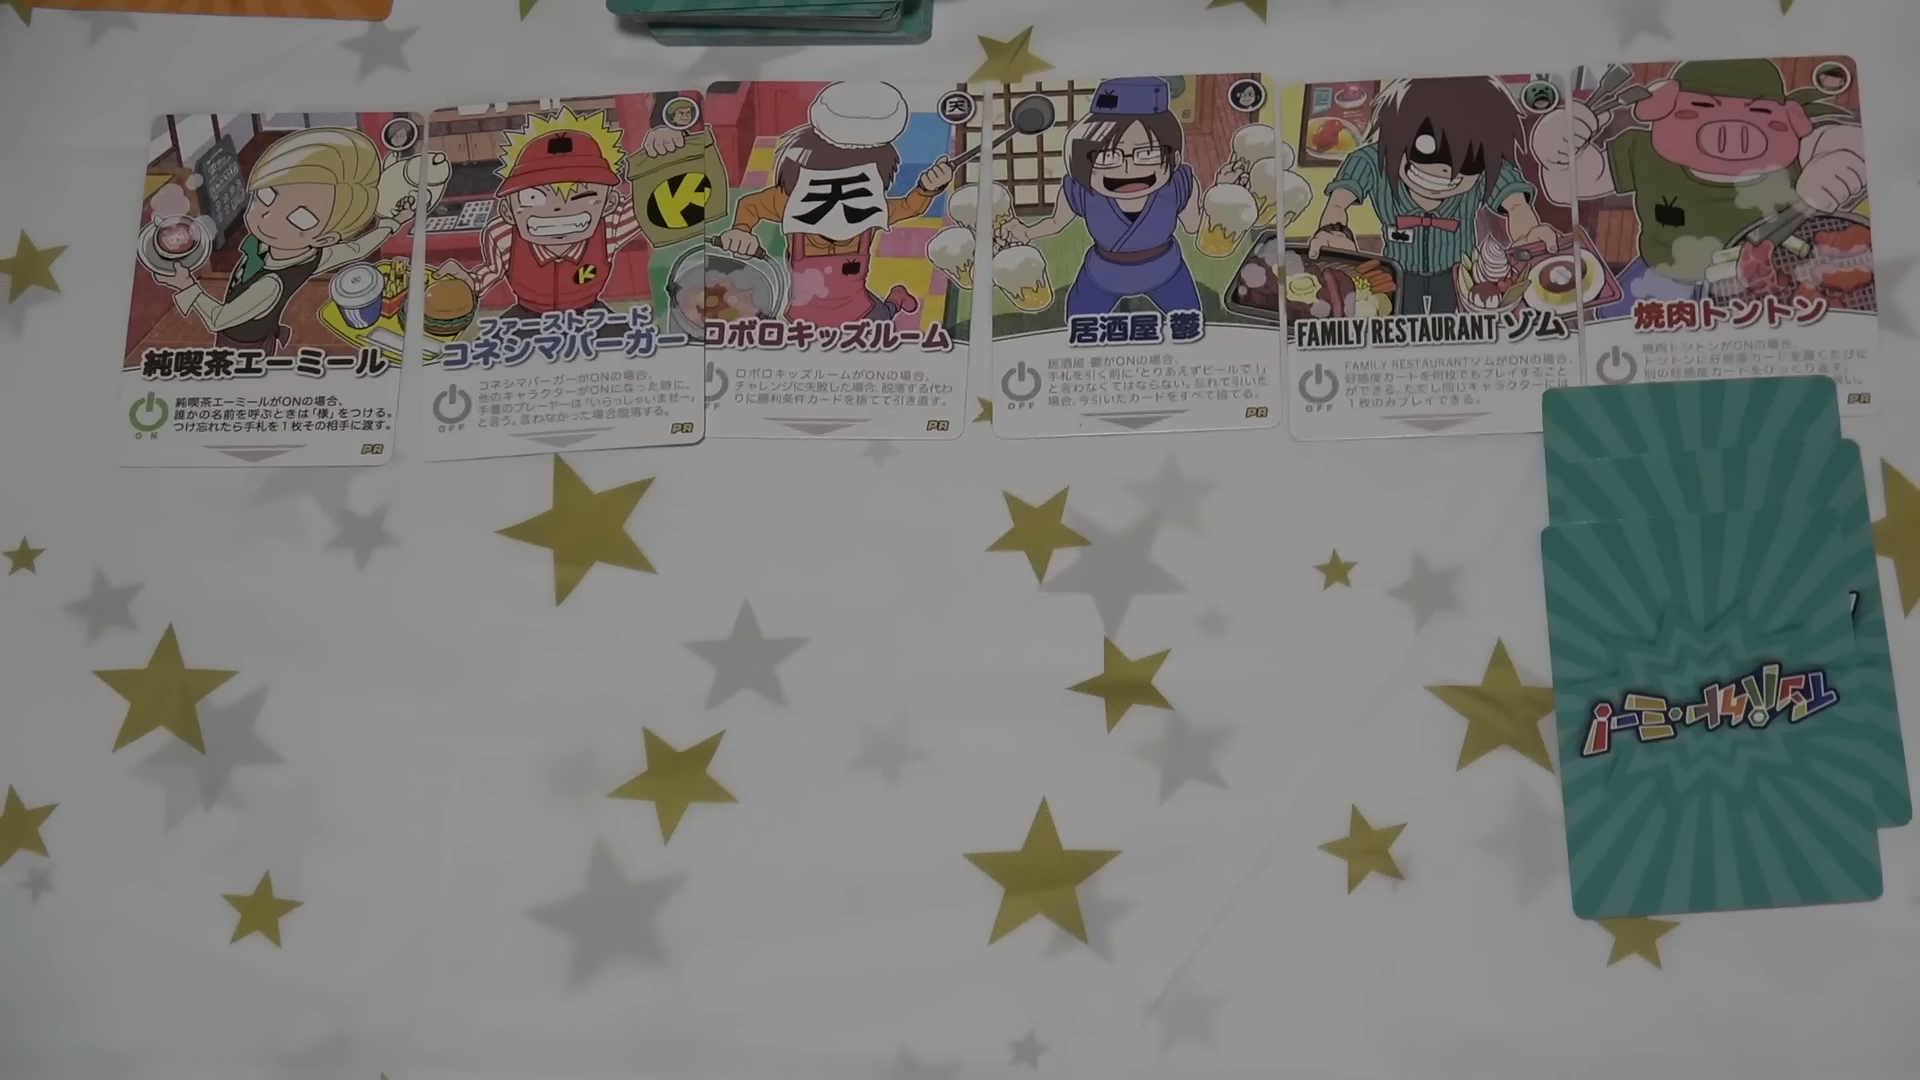 純喫茶エーミール
純喫茶エーミールがONの場合、
誰かの名前を呼ぶときは「様」をつける。
つけ忘れたら手札を1枚その相手に渡す。
ON
PR
K
K
ファーストフード
コネシマバーガー
コネシマバーガーがONの場合、
他のキャラクターがONになった時に、
手番のプレーヤーは「いらっしゃいませ~」
と言う。言わなかった場合脱落する。
OFF
PR
天
天
ロボロキッズルーム
ロボロキッズルームがONの場合、
チャレンジに失敗した場合、脱落する代わ
りに勝利条件カードを捨てて引き直す。
OFF
PR
居酒屋 鬱
居酒屋 鬱がONの場合、
手札を引く前に「とりあえずビールで!」
と言わなくてはならない。忘れて引いた
場合、今引いたカードをすべて捨てる。
OFF
PR
FAMILY RESTAURANT ゾム
FAMILY RESTAURANTゾムがONの場合、
好感度カードを何枚でもプレイすること
ができる。ただし同じキャラクターには
1枚のみプレイできる。
OFF
焼肉トントン
焼肉トントンがONの場合、
トントンに好感度カードを置くたびに
別の好感度カードをひっくり返す。
PR